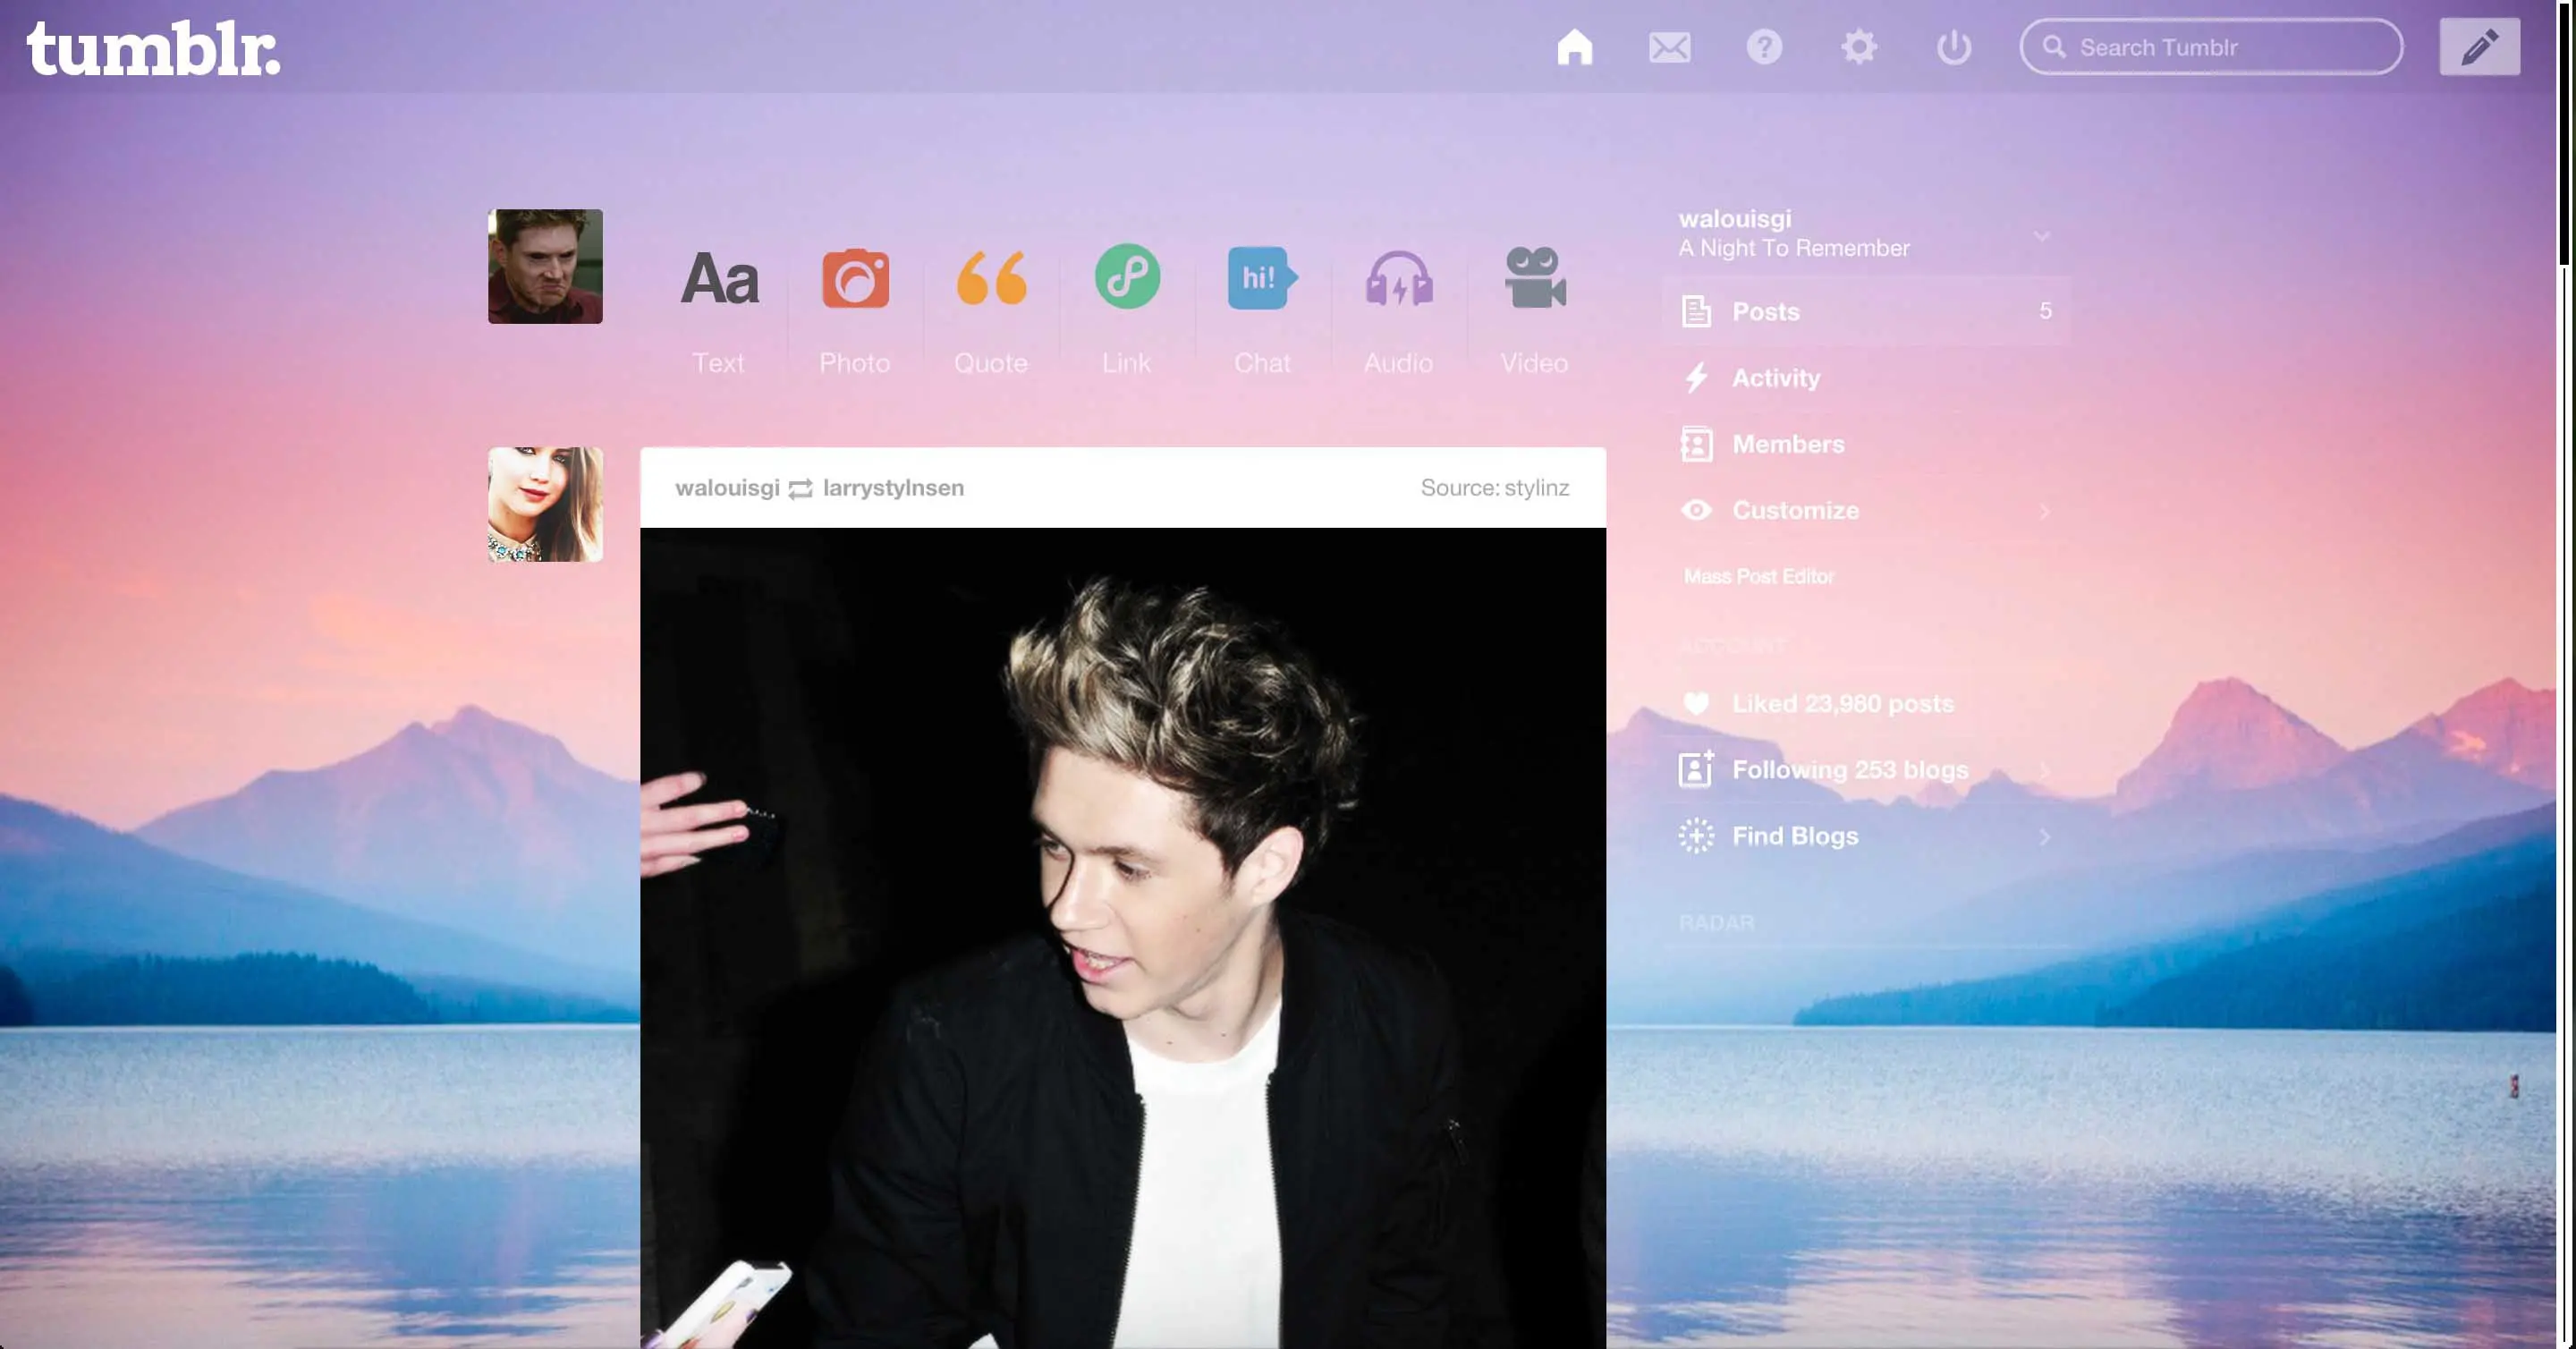 tumblr.
Search Tumblr
Aa
hi!
Text
Photo
Quote
Link
Chat
Audio
Video
walouisgi
A Night To Remember
Posts
5
Activity
Members
Customize
Mass Post Editor
ACCOUNT
Liked 23,980 posts
Following 253 blogs
Find Blogs
RADAR
walouisgi larrystylnsen
Source: stylinz